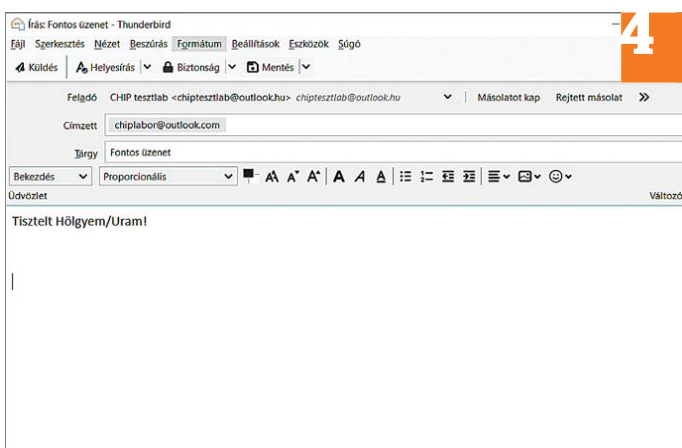 Írás: Fontos üzenet - Thunderbird
4
Fájl Szerkesztés Nézet Beszúrás Formátum Beállítások Eszközök Súgó
Küldés Helyesírás Biztonság Mentés
Feladó CHIP tesztlab <chiptesztlab@outlook.hu> chiptesztlab@outlook.hu Másolatot kap Rejtett másolat
Címzett chiplabor@outlook.com
Tárgy Fontos üzenet
Bekezdés Proporcionális
Üdvözlet Változó
Tisztelt Hölgyem/Uram!